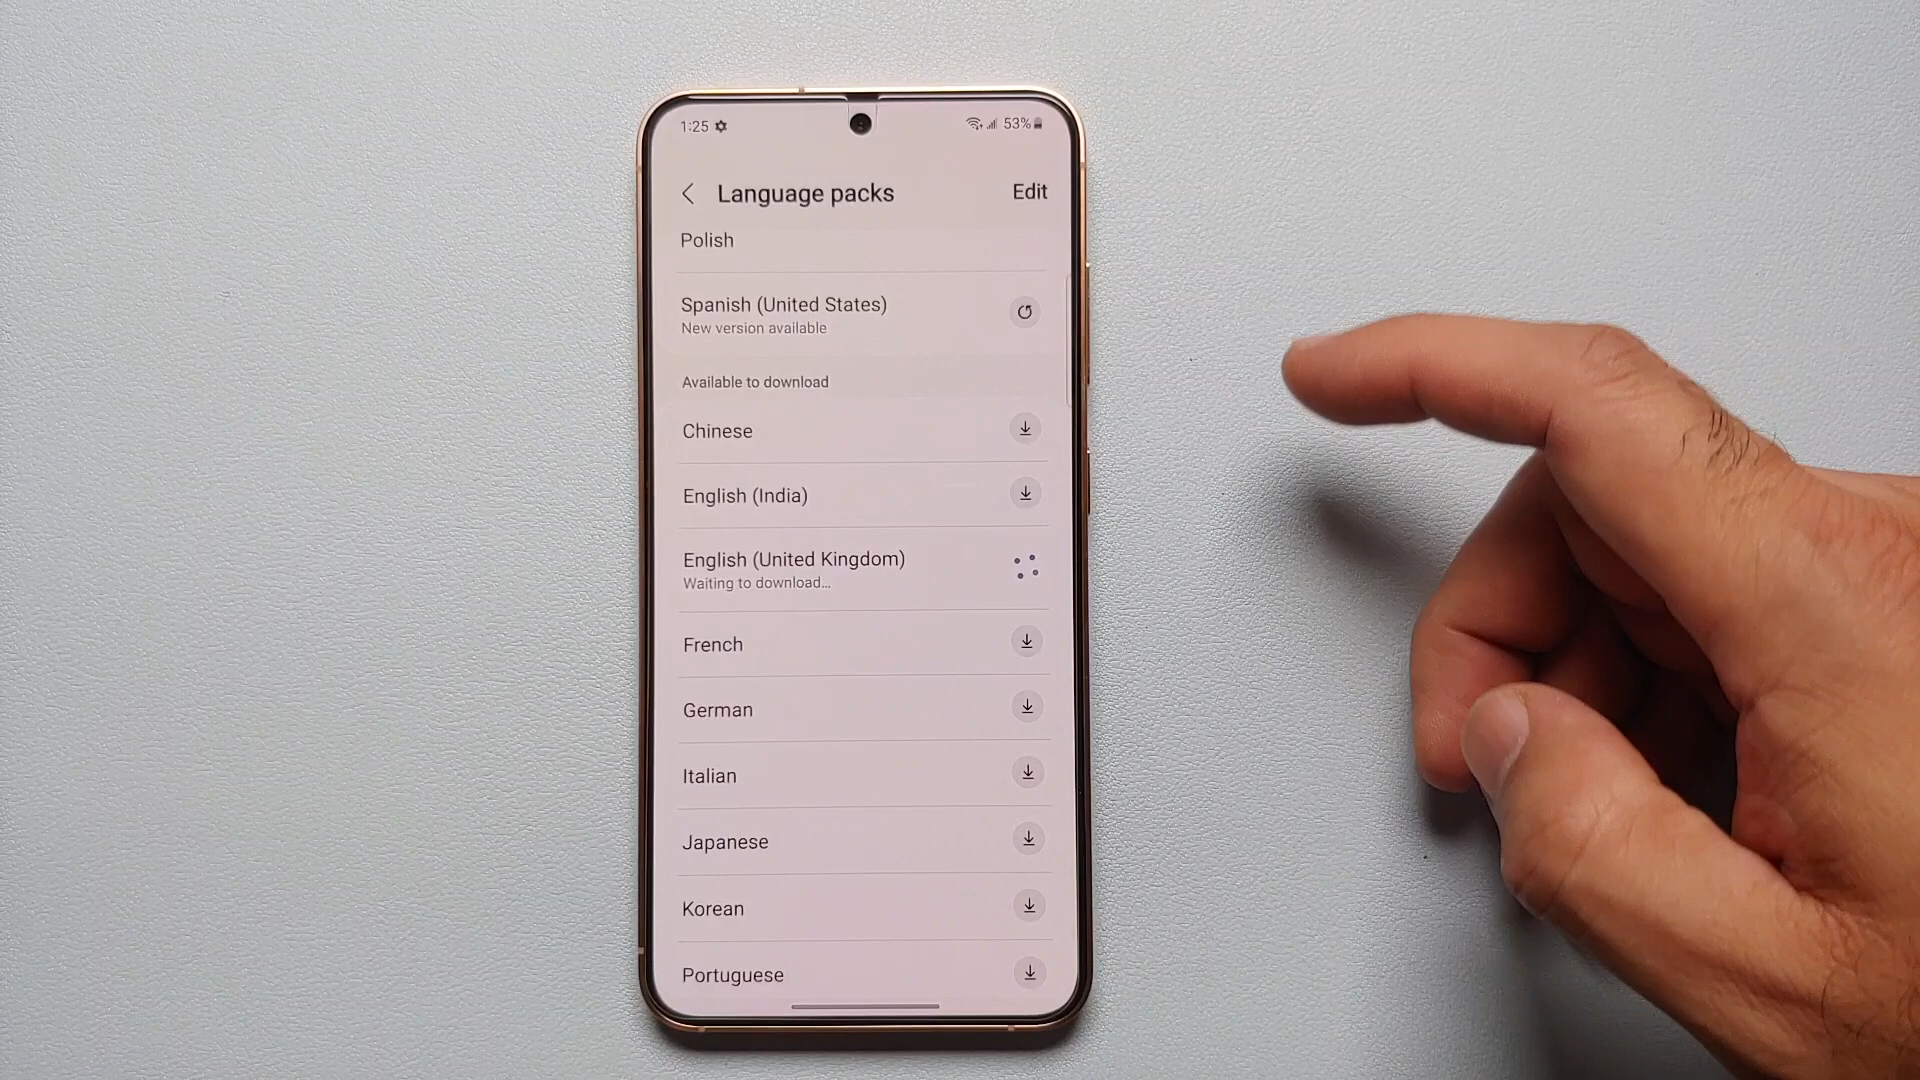 1:25
53%
Language packs
Edit
Polish
Spanish (United States)
New version available
Available to download
Chinese
English (India)
English (United Kingdom)
Waiting to download...
French
German
Italian
Japanese
Korean
Portuguese